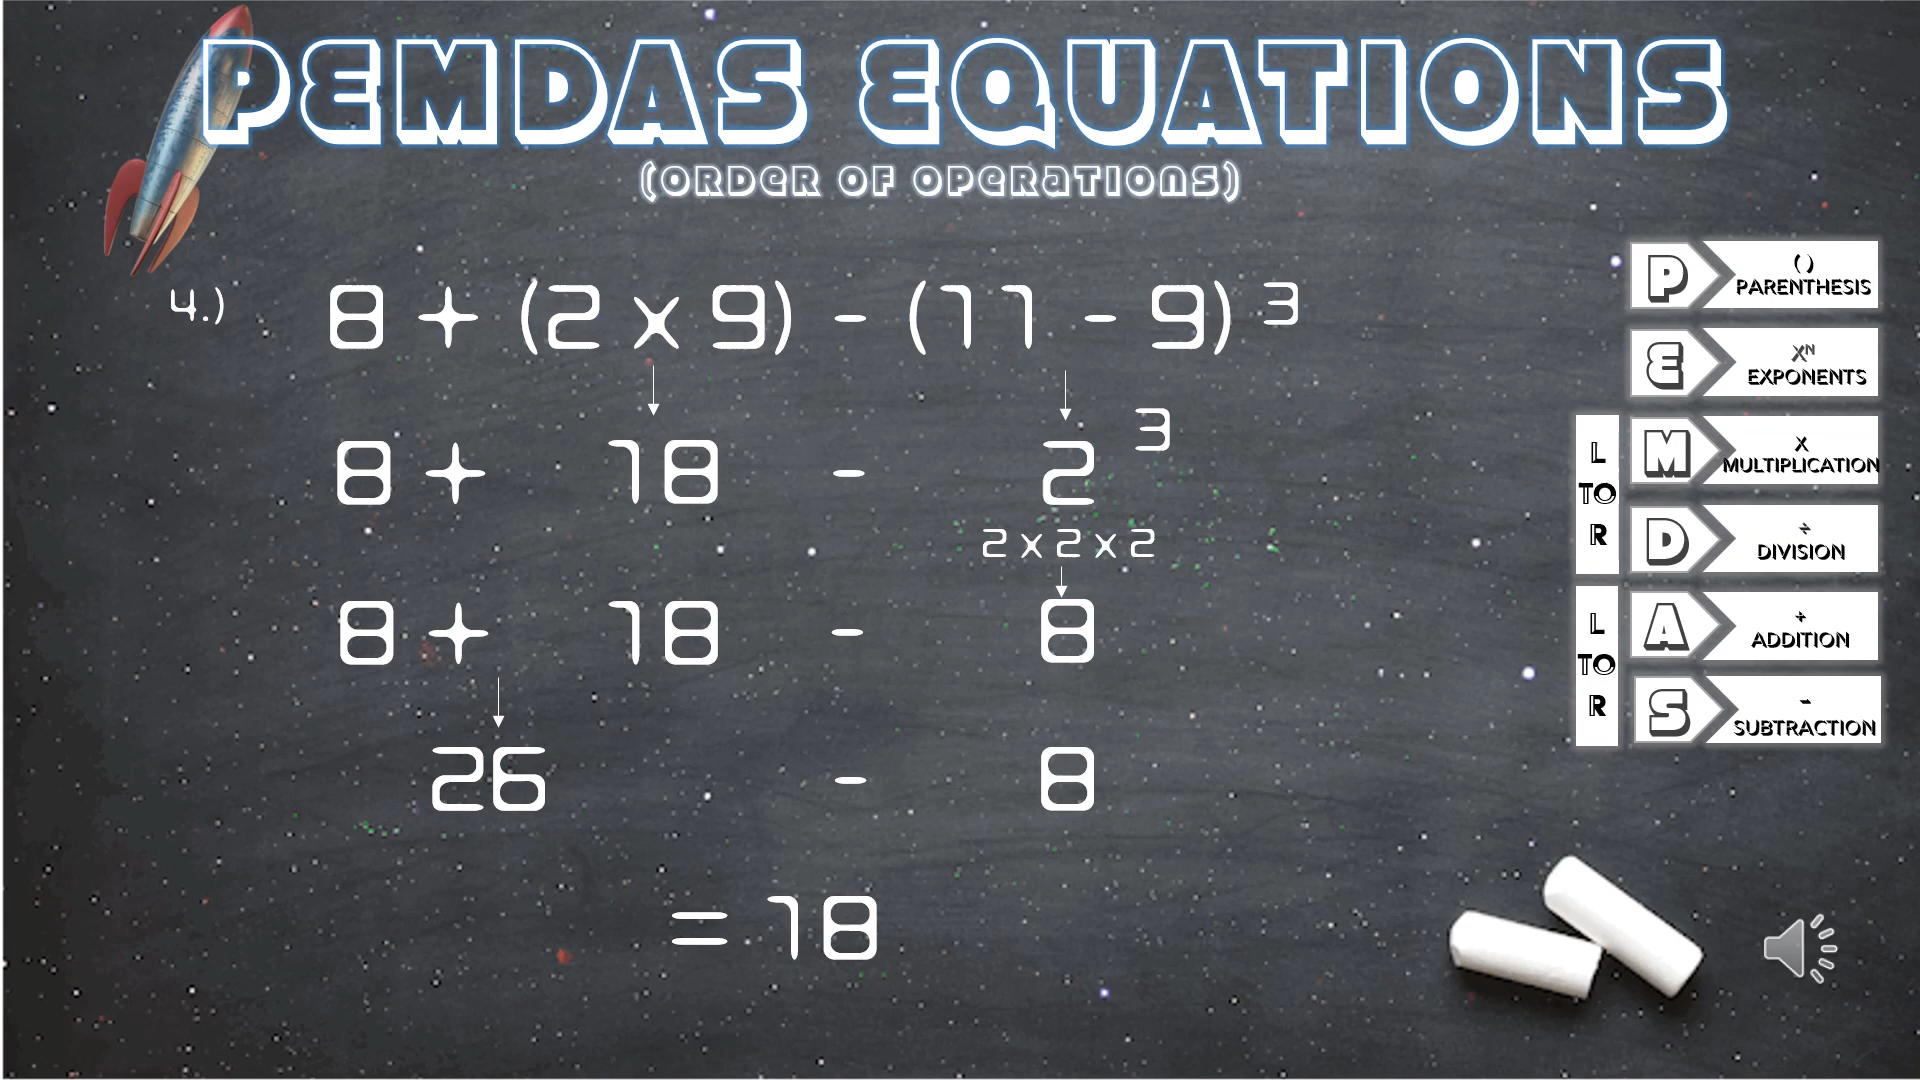 PEMDAS EQUATIONS
(ORDER OF OPERATIONS)
4.) 8 + (2 x 9) - (11 - 9) 3
8 + 18 - 2 3
2 x 2 x 2
8 + 18 - 8
26 - 8
= 18
P ( ) PARENTHESIS
E X^N EXPONENTS
L TO R
M X MULTIPLICATION
D ÷ DIVISION
L TO R
A + ADDITION
S - SUBTRACTION